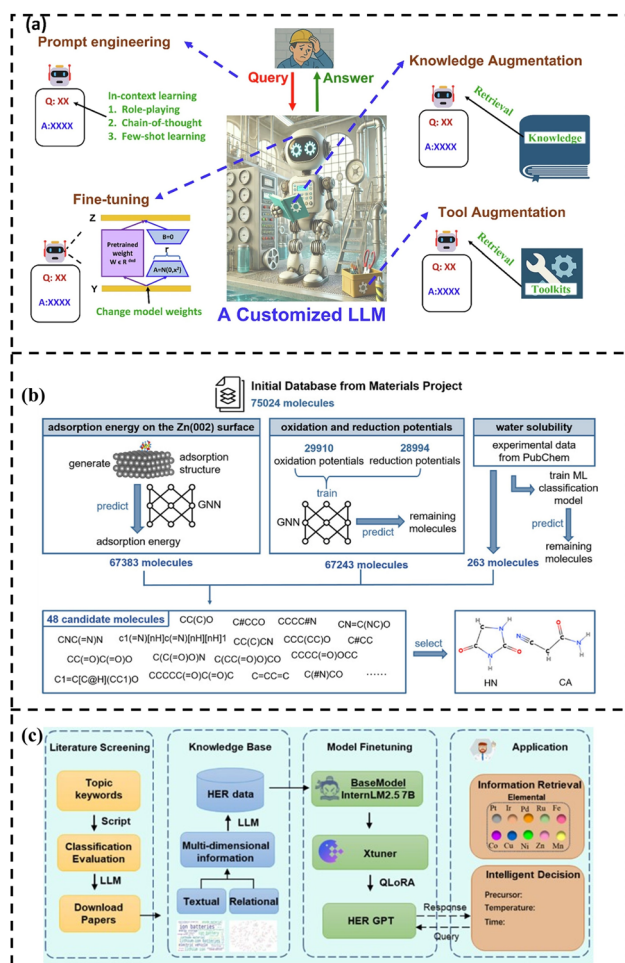 (a)
Prompt engineering
Q: XX
A:XXXX
In-context learning
1. Role-playing
2. Chain-of-thought
3. Few-shot learning
Query
Answer
Knowledge Augmentation
Q: XX
A:XXXX
Retrieval
Knowledge
Fine-tuning
Z
Q: XX
A:XXXX
Pretrained
weight
B=0
r
Y
Change model weights
A Customized LLM
Tool Augmentation
Q: XX
A:XXXX
Retrieval
Toolkits
(b)
Initial Database from Materials Project
75024 molecules
adsorption energy on the Zn(002) surface
generate
adsorption
structure
predict
GNN
adsorption energy
67383 molecules
oxidation and reduction potentials
29910
28994
oxidation potentials
reduction potentials
train
GNN
predict
remaining
molecules
67243 molecules
water solubility
experimental data
from PubChem
train ML
classification
model
predict
remaining
molecules
263 molecules
48 candidate molecules
CC(C)O
C#CCO
CCCC#N
CN=C(NC)O
CNC(=N)N
c1(=N)[nH]c(=N)[nH][nH]1
CC(C)CN
CCC(CC)O
C#CC
CC(=O)C(=O)O
C(C(=O)O)N
C(CC(=O)O)CO
CCCC(=O)OCC
C1=C[C@H](CC1)O
CCCCC(=O)C(=O)C
C=CC=C
C(#N)CO
......
select
HN
CA
(c)
Literature Screening
Topic
keywords
Script
Classification
Evaluation
LLM
Download
Papers
Knowledge Base
HER data
LLM
Multi-dimensional
information
Textual
Relational
ion batteries
Model Finetuning
BaseModel
InternLM2.5 7B
Xtuner
QLoRA
HER GPT
Response
Query
Application
Information Retrieval
Elemental
Pt Ir Pd Ru Fe
Co Cu Ni Zn Mn
Intelligent Decision
Precursor:
Temperature:
Time: